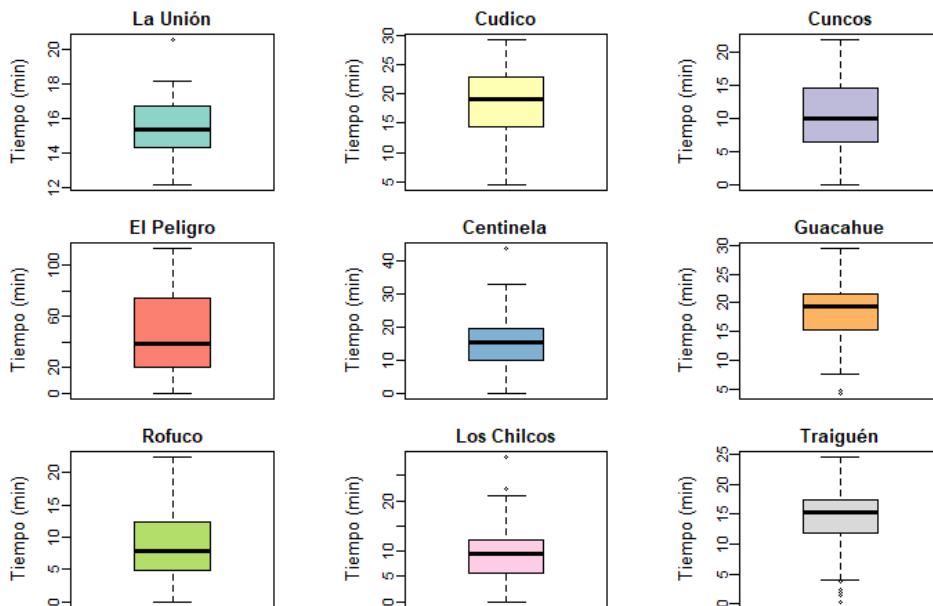 La Unión
Tiempo (min)
12 14 16 18 20
Cudico
Tiempo (min)
5 10 15 20 25 30
Cuncos
Tiempo (min)
0 5 10 15 20
El Peligro
Tiempo (min)
0 20 60 100
Centinela
Tiempo (min)
0 10 20 30 40
Guacahue
Tiempo (min)
5 10 15 20 25 30
Rofuco
Tiempo (min)
0 5 10 15 20
Los Chilcos
Tiempo (min)
0 5 10 20
Traiguén
Tiempo (min)
0 5 10 15 20 25